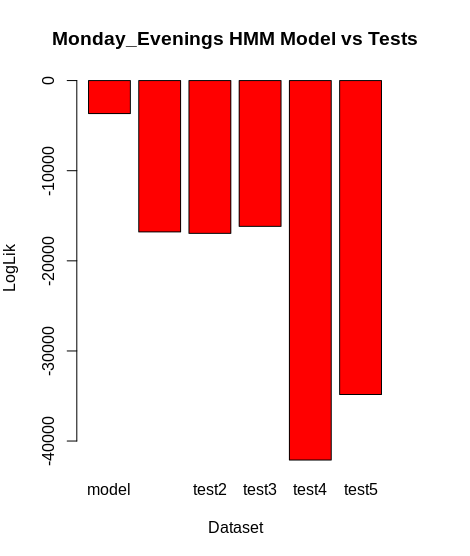 Monday_Evenings HMM Model vs Tests
0
-10000
-20000
-30000
-40000
LogLik
model test2 test3 test4 test5
Dataset